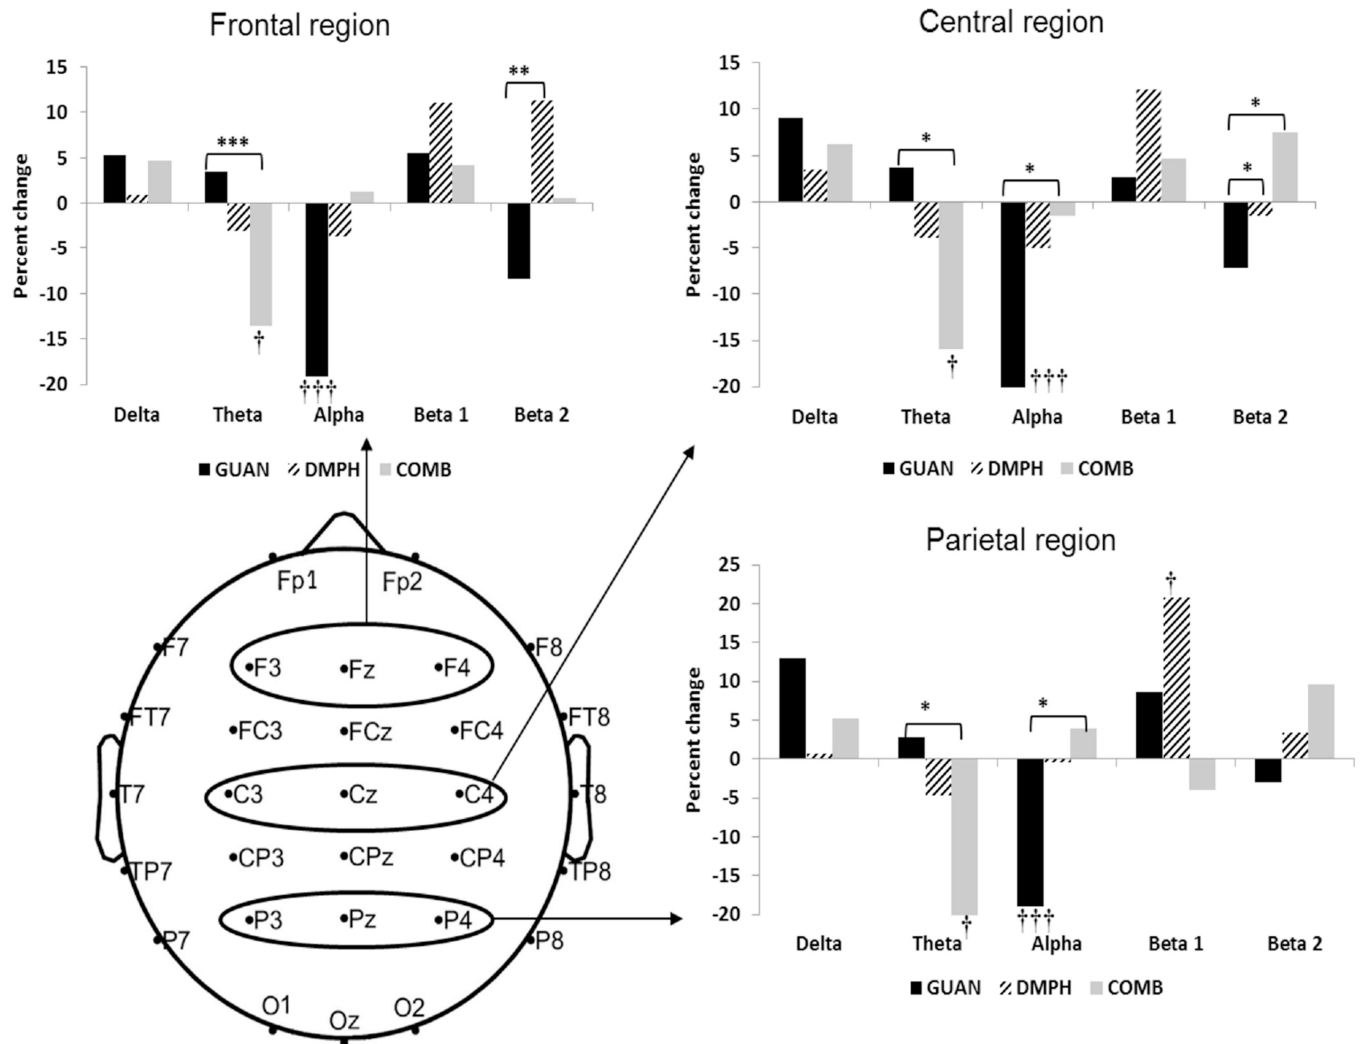 Frontal region
Percent change
15
10
5
0
-5
-10
-15
-20
***
**
†
†††
Delta Theta Alpha Beta 1 Beta 2
GUAN DMPH COMB
Central region
Percent change
15
10
5
0
-5
-10
-15
-20
*
*
*
*
†
†††
Delta Theta Alpha Beta 1 Beta 2
GUAN DMPH COMB
Fp1 Fp2
F7 F3 Fz F4 F8
FT7 FC3 FCz FC4 FT8
T7 C3 Cz C4 T8
TP7 CP3 CPz CP4 TP8
P7 P3 Pz P4 P8
O1 Oz O2
Parietal region
Percent change
25
20
15
10
5
0
-5
-10
-15
-20
*
*
†
†
†††
Delta Theta Alpha Beta 1 Beta 2
GUAN DMPH COMB